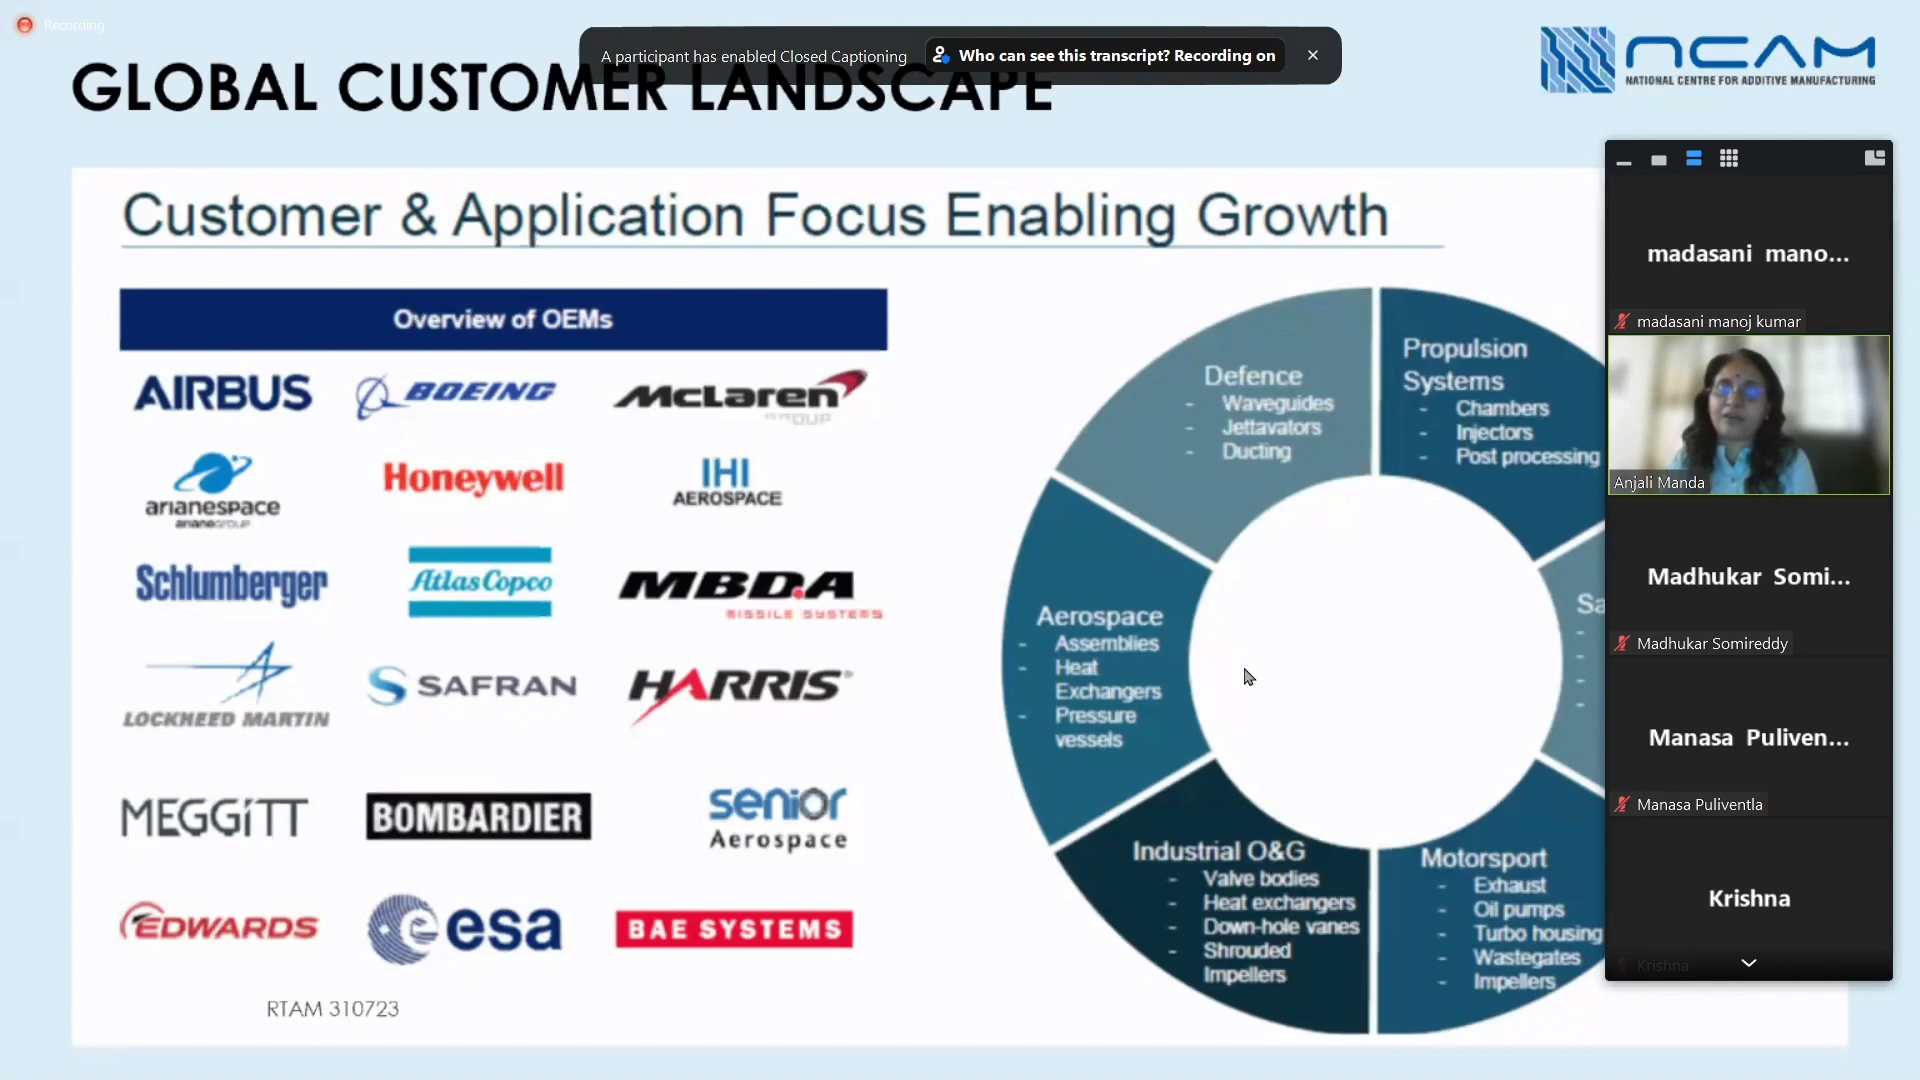 Recording
A participant has enabled Closed Captioning
Who can see this transcript? Recording on
GLOBAL CUSTOMER LANDSCAPE
NCAM
NATIONAL CENTRE FOR ADDITIVE MANUFACTURING
Customer & Application Focus Enabling Growth
Overview of OEMs
AIRBUS
BOEING
McLaren
arianespace
arianeGROUP
Honeywell
IHI
AEROSPACE
Schlumberger
Atlas Copco
MBDA
MISSILE SYSTEMS
LOCKHEED MARTIN
SAFRAN
HARRIS®
MEGGiTT
BOMBARDIER
senior
Aerospace
EDWARDS
esa
BAE SYSTEMS
RTAM 310723
Defence
- Waveguides
- Jettavators
- Ducting
Propulsion
Systems
- Chambers
- Injectors
- Post processing
Aerospace
- Assemblies
- Heat
Exchangers
- Pressure
vessels
Sa
-
-
-
-
Industrial O&G
- Valve bodies
- Heat exchangers
- Down-hole vanes
- Shrouded
Impellers
Motorsport
- Exhaust
- Oil pumps
- Turbo housing
- Wastegates
- Impellers
madasani mano...
madasani manoj kumar
Anjali Manda
Madhukar Somi...
Madhukar Somireddy
Manasa Puliven...
Manasa Puliventla
Krishna
Krishna